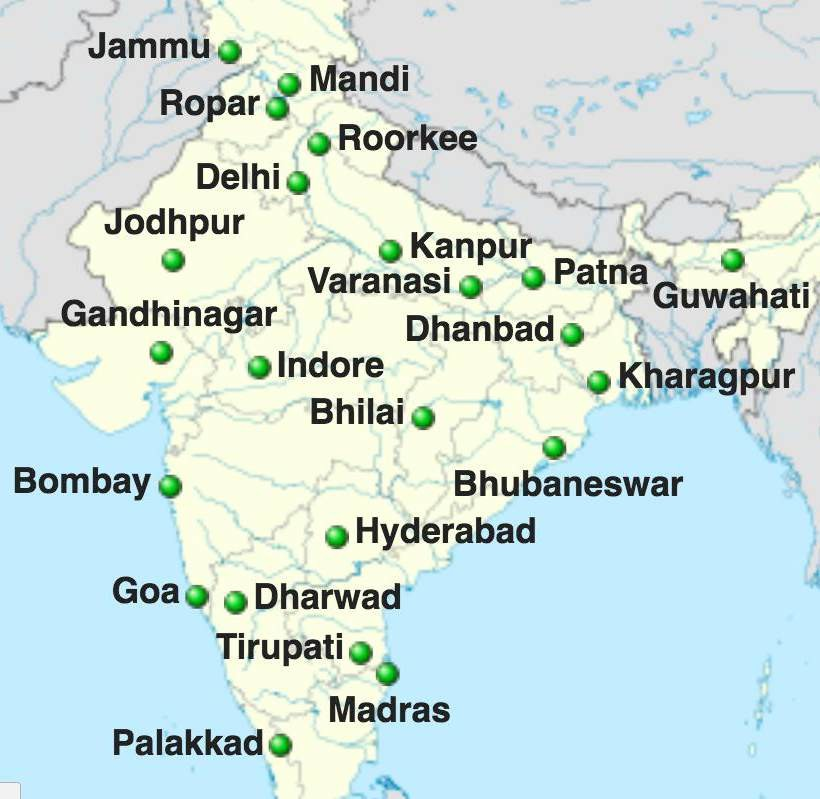 Jammu
Mandi
Ropar
Roorkee
Delhi
Jodhpur
Kanpur
Varanasi
Patna
Guwahati
Gandhinagar
Dhanbad
Indore
Kharagpur
Bhilai
Bombay
Bhubaneswar
Hyderabad
Goa
Dharwad
Tirupati
Madras
Palakkad